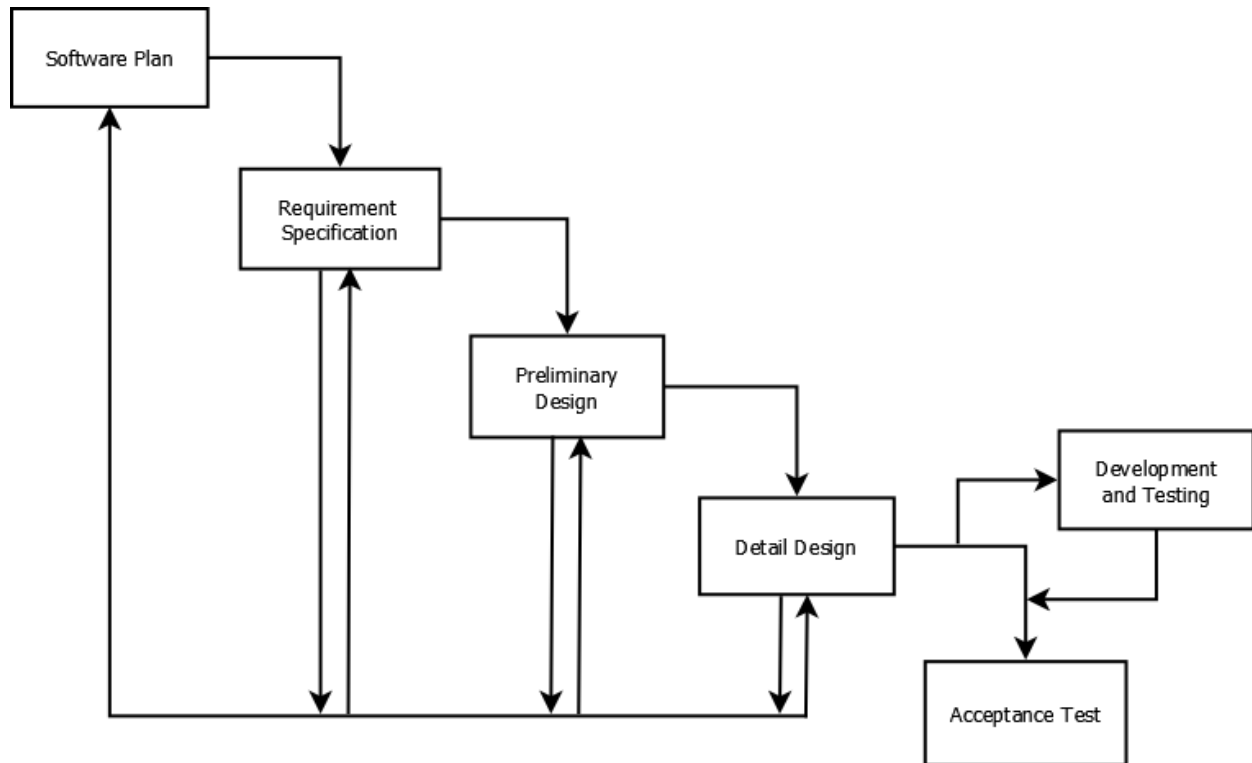 Software Plan
Requirement
Specification
Preliminary
Design
Development
and Testing
Detail Design
Acceptance Test